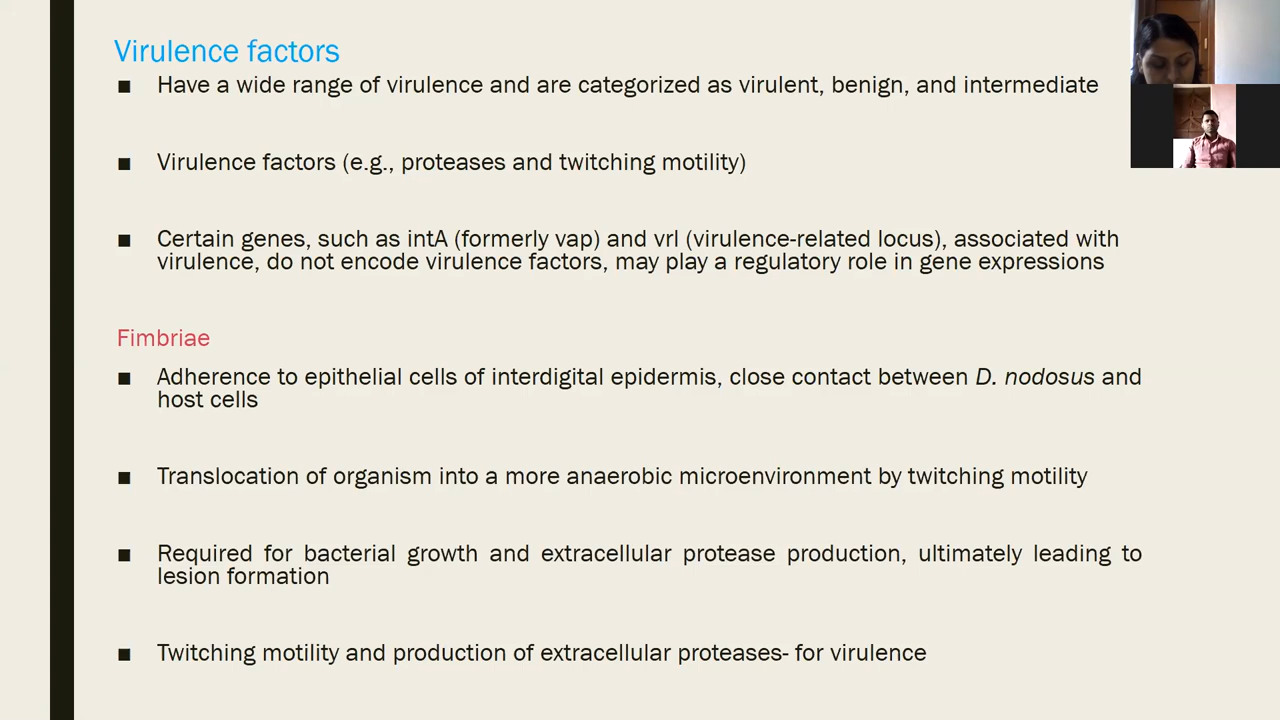 Virulence factors
■ Have a wide range of virulence and are categorized as virulent, benign, and intermediate
■ Virulence factors (e.g., proteases and twitching motility)
■ Certain genes, such as intA (formerly vap) and vrl (virulence-related locus), associated with
virulence, do not encode virulence factors, may play a regulatory role in gene expressions
Fimbriae
■ Adherence to epithelial cells of interdigital epidermis, close contact between D. nodosus and
host cells
■ Translocation of organism into a more anaerobic microenvironment by twitching motility
■ Required for bacterial growth and extracellular protease production, ultimately leading to
lesion formation
■ Twitching motility and production of extracellular proteases- for virulence